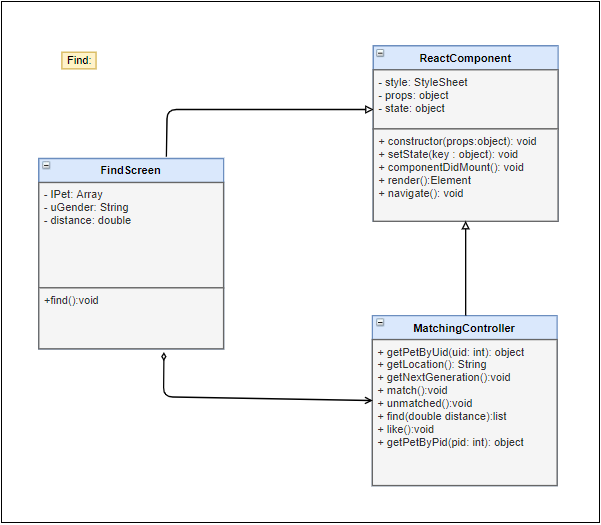 Find:
ReactComponent
- style: StyleSheet
- props: object
- state: object
+ constructor(props:object): void
+ setState(key : object): void
+ componentDidMount(): void
+ render():Element
+ navigate(): void
FindScreen
- lPet: Array
- uGender: String
- distance: double
+find():void
MatchingController
+ getPetByUid(uid: int): object
+ getLocation(): String
+ getNextGeneration():void
+ match():void
+ unmatched():void
+ find(double distance):list
+ like():void
+ getPetByPid(pid: int): object